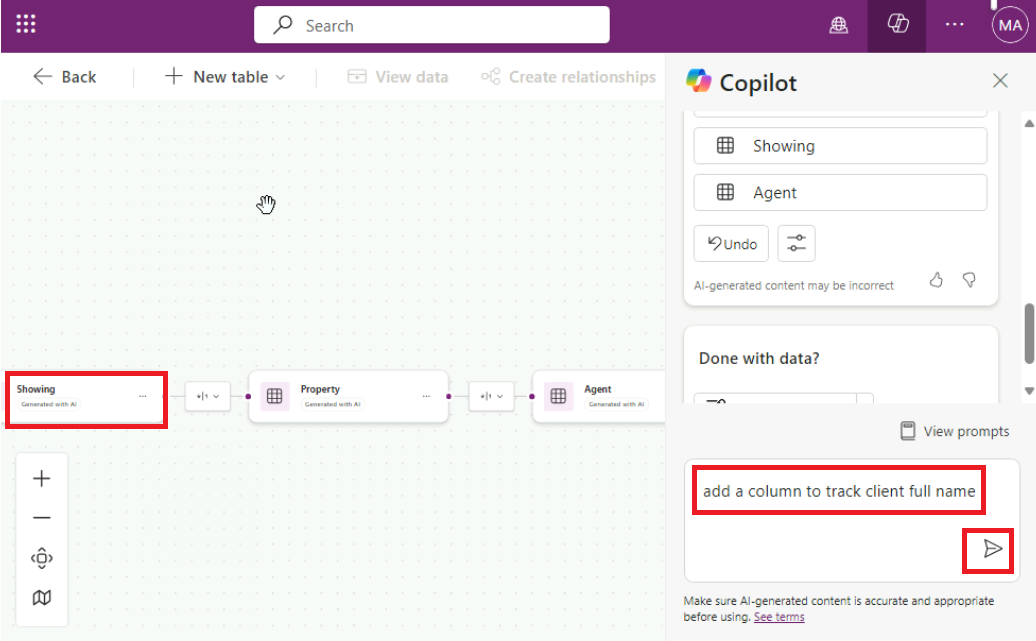 Search
MA
Back
New table
View data
Create relationships
Copilot
Showing
Agent
Undo
AI-generated content may be incorrect
Done with data?
Showing
Generated with AI
Property
Generated with AI
Agent
Generated with AI
View prompts
add a column to track client full name
Make sure AI-generated content is accurate and appropriate
before using. See terms